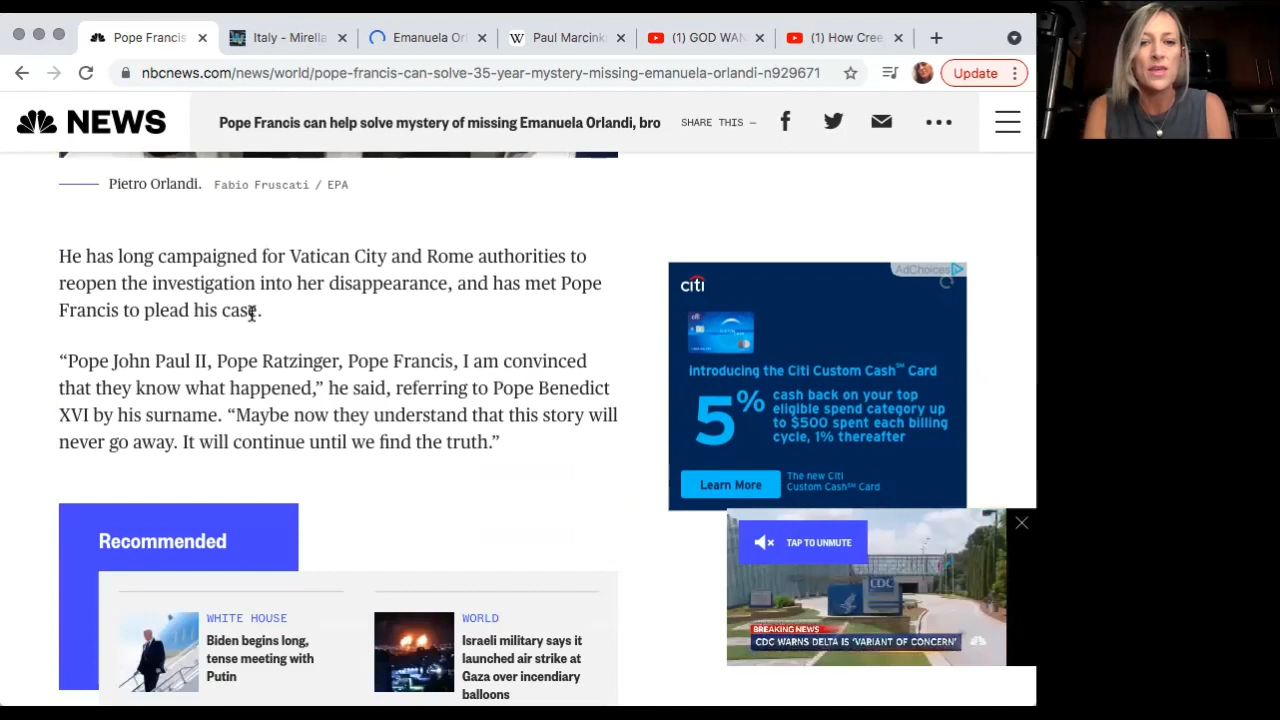 Pope Francis
Italy - Mirella
Emanuela Orl
W Paul Marcink
(1) GOD WAN
(1) How Cree
nbcnews.com/news/world/pope-francis-can-solve-35-year-mystery-missing-emanuela-orlandi-n929671
Update
NEWS
Pope Francis can help solve mystery of missing Emanuela Orlandi, bro
SHARE THIS —
Pietro Orlandi. Fabio Fruscati / EPA
He has long campaigned for Vatican City and Rome authorities to
reopen the investigation into her disappearance, and has met Pope
Francis to plead his case.
“Pope John Paul II, Pope Ratzinger, Pope Francis, I am convinced
that they know what happened,” he said, referring to Pope Benedict
XVI by his surname. “Maybe now they understand that this story will
never go away. It will continue until we find the truth.”
AdChoices
citi
introducing the Citi Custom Cash℠ Card
5%
cash back on your top
eligible spend category up
to $500 spent each billing
cycle, 1% thereafter
Learn More
The new Citi
Custom Cash℠ Card
TAP TO UNMUTE
CDC
BREAKING NEWS
CDC WARNS DELTA IS 'VARIANT OF CONCERN'
Recommended
WHITE HOUSE
Biden begins long,
tense meeting with
Putin
WORLD
Israeli military says it
launched air strike at
Gaza over incendiary
balloons